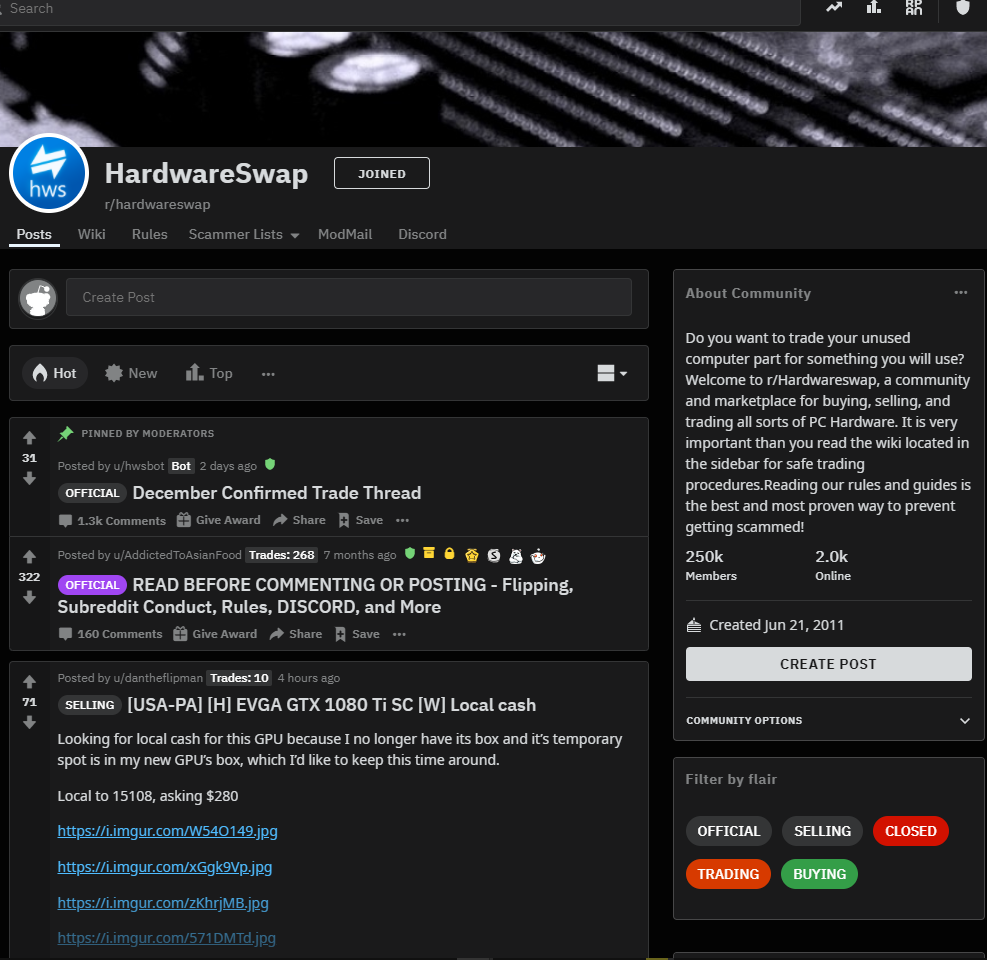 Search
RPAN
hws
HardwareSwap
JOINED
r/hardwareswap
Posts Wiki Rules Scammer Lists ModMail Discord
Create Post
Hot New Top
PINNED BY MODERATORS
31
Posted by u/hwsbot Bot 2 days ago
OFFICIAL December Confirmed Trade Thread
1.3k Comments Give Award Share Save
Posted by u/AddictedToAsianFood Trades: 268 7 months ago
322
OFFICIAL READ BEFORE COMMENTING OR POSTING - Flipping,
Subreddit Conduct, Rules, DISCORD, and More
160 Comments Give Award Share Save
Posted by u/dantheflipman Trades: 10 4 hours ago
71
SELLING [USA-PA] [H] EVGA GTX 1080 Ti SC [W] Local cash
Looking for local cash for this GPU because I no longer have its box and it’s temporary
spot is in my new GPU’s box, which I’d like to keep this time around.
Local to 15108, asking $280
https://i.imgur.com/W54O149.jpg
https://i.imgur.com/xGgk9Vp.jpg
https://i.imgur.com/zKhrjMB.jpg
https://i.imgur.com/571DMTd.jpg
About Community
Do you want to trade your unused
computer part for something you will use?
Welcome to r/Hardwareswap, a community
and marketplace for buying, selling, and
trading all sorts of PC Hardware. It is very
important than you read the wiki located in
the sidebar for safe trading
procedures.Reading our rules and guides is
the best and most proven way to prevent
getting scammed!
250k 2.0k
Members Online
Created Jun 21, 2011
CREATE POST
COMMUNITY OPTIONS
Filter by flair
OFFICIAL SELLING CLOSED
TRADING BUYING